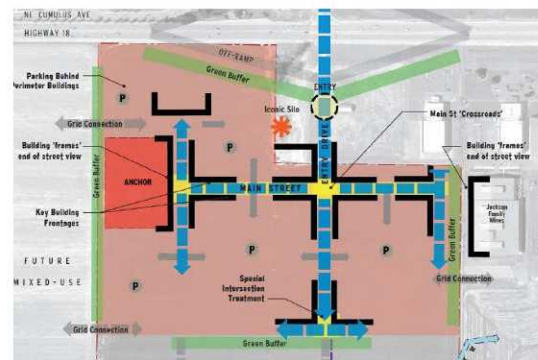 NE CUMULUS AVE
HIGHWAY 18
OFF-RAMP
Green Buffer
Parking Behind
Perimeter Buildings
P
ENTRY
Iconic Silo
Main St 'Crossroads'
Grid Connection
P
P
Building 'frames'
end of street view
Building 'frames'
end of street view
ENTRY DRIVE
Green Buffer
ANCHOR
MAIN STREET
Key Building
Frontages
Jackson
Family
Wines
Green Buffer
P
P
P
FUTURE
MIXED-USE
Special
Intersection
Treatment
Grid Connection
P
Grid Connection
Green Buffer